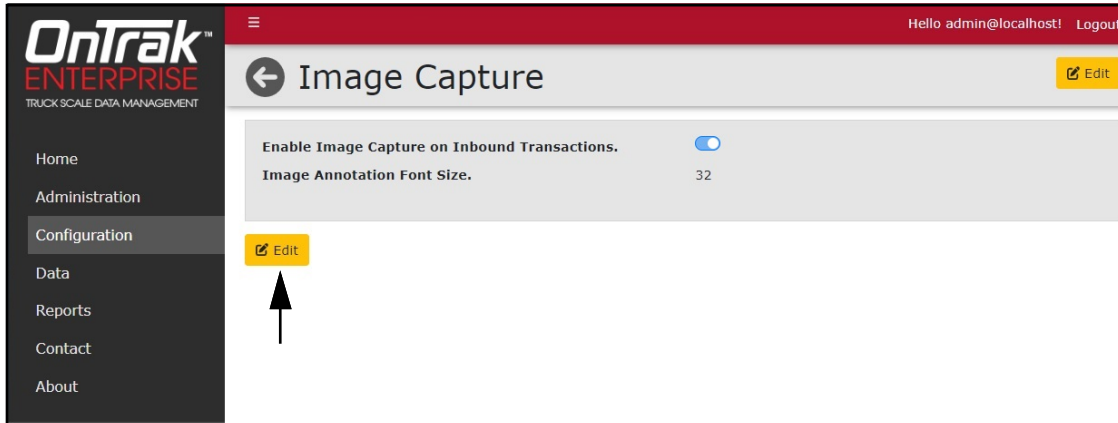 OnTrak™
ENTERPRISE
TRUCK SCALE DATA MANAGEMENT
Home
Administration
Configuration
Data
Reports
Contact
About
Hello admin@localhost! Logout
Image Capture
Edit
Enable Image Capture on Inbound Transactions.
Image Annotation Font Size. 32
Edit